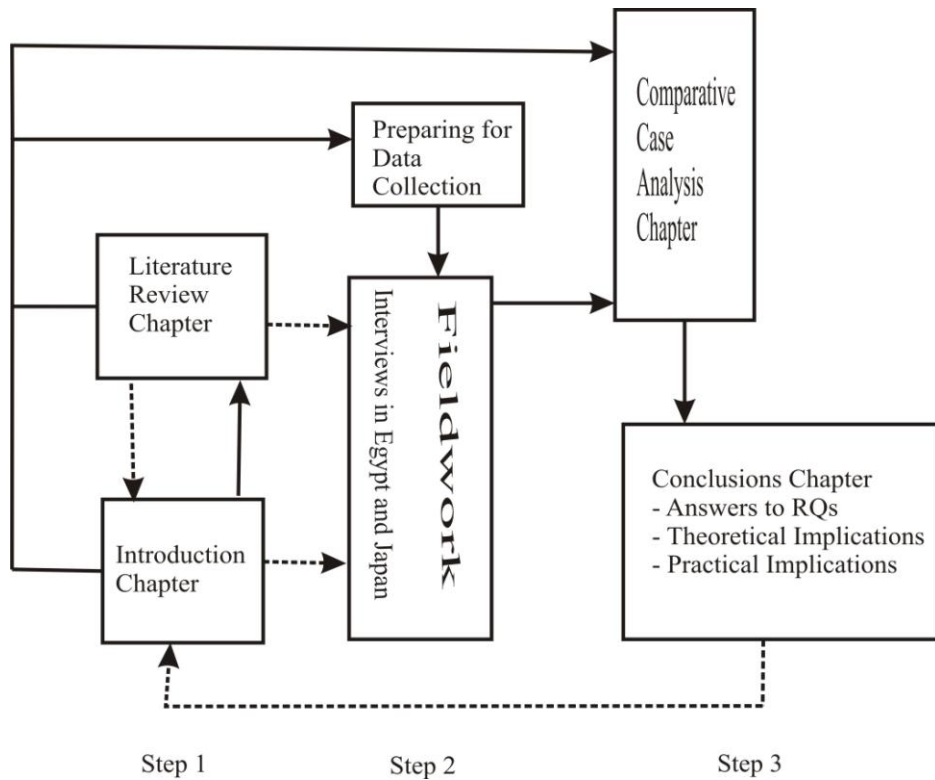 Comparative
Case
Analysis
Chapter
Preparing for
Data
Collection
Literature
Review
Chapter
Fieldwork
Interviews in Egypt and Japan
Introduction
Chapter
Conclusions Chapter
- Answers to RQs
- Theoretical Implications
- Practical Implications
Step 1
Step 2
Step 3